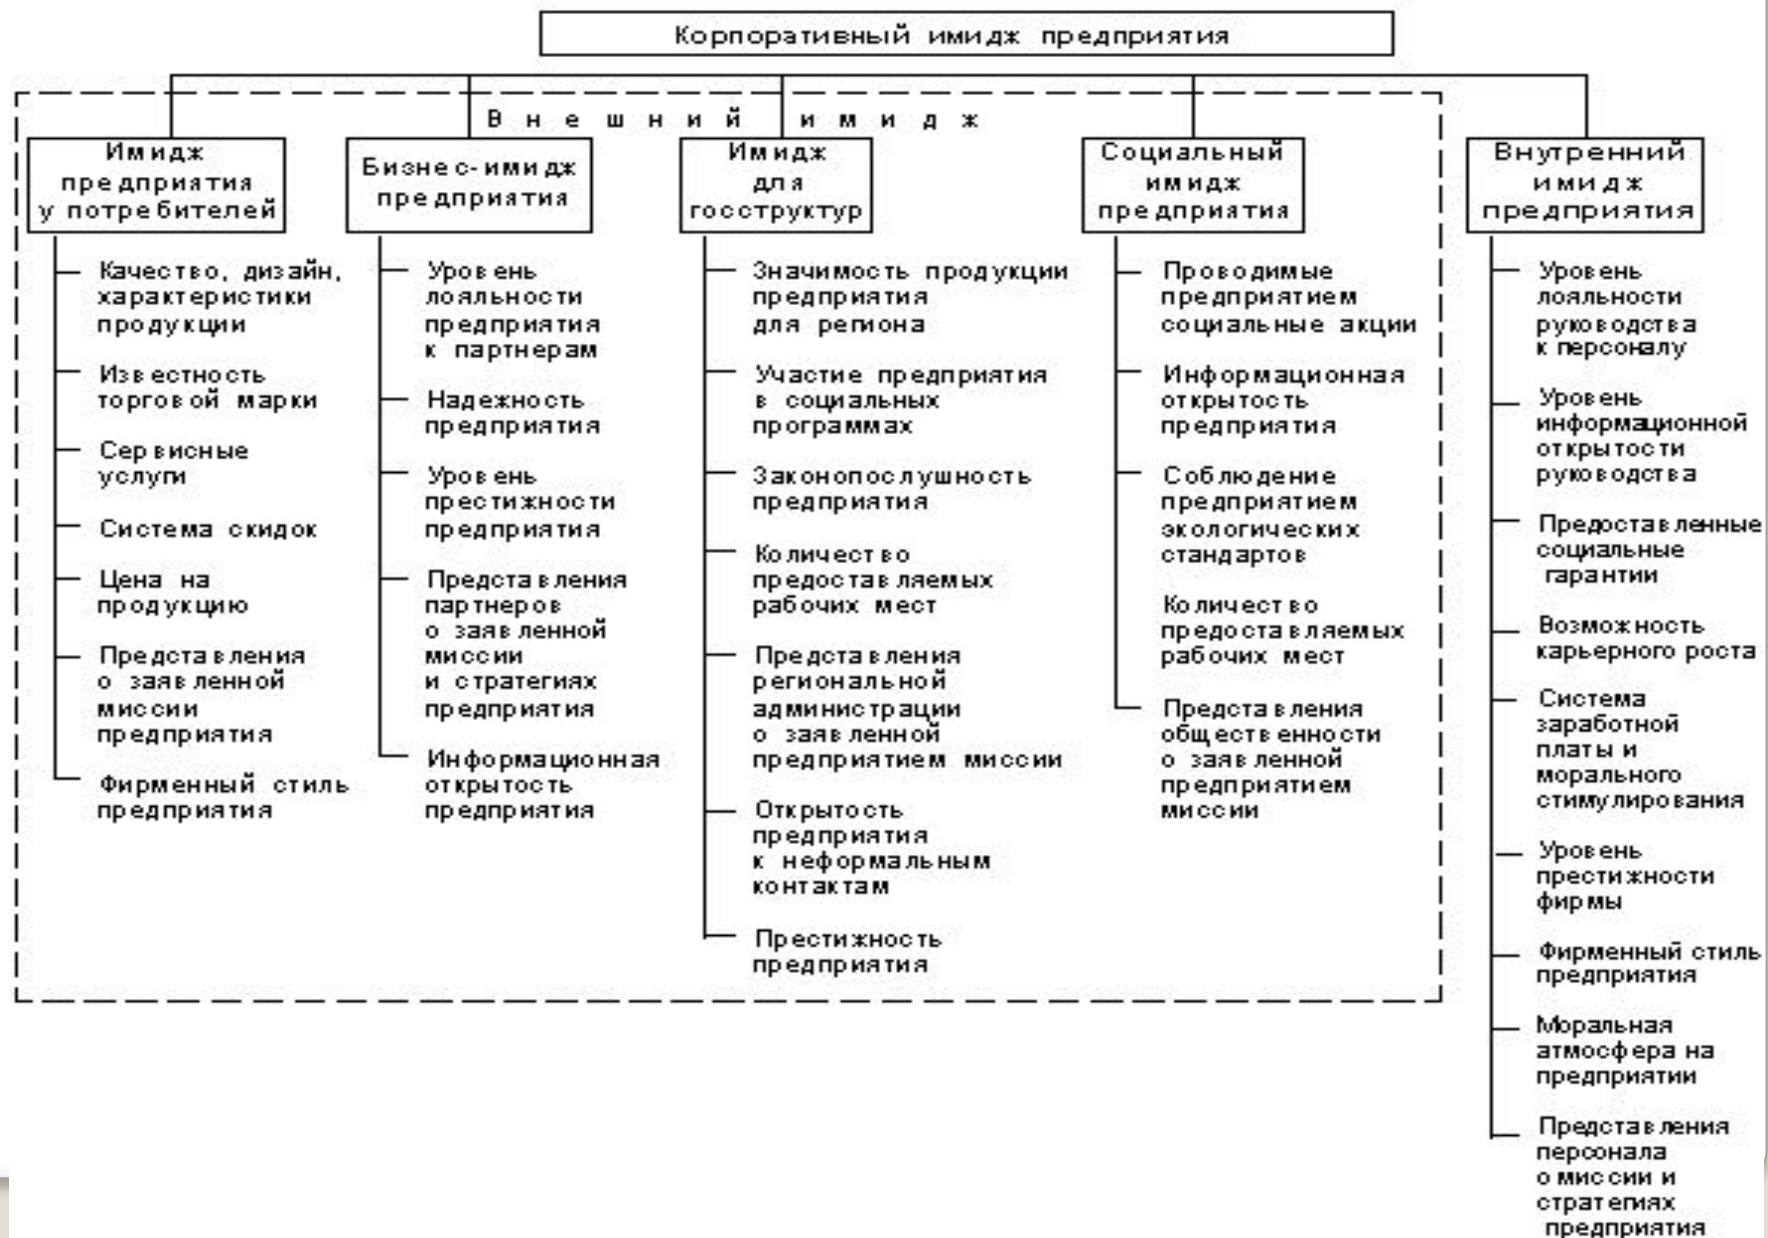 Корпоративный имидж предприятия
Внешний имидж
Имидж
предприятия
у потребителей
Качество, дизайн,
характеристики
продукции
Известность
торговой марки
Сервисные
услуги
Система скидок
Цена на
продукцию
Представления
о заявленной
миссии
предприятия
Фирменный стиль
предприятия
Бизнес-имидж
предприятия
Уровень
лояльности
предприятия
к партнерам
Надежность
предприятия
Уровень
престижности
предприятия
Представления
партнеров
о заявленной
миссии
и стратегиях
предприятия
Информационная
открытость
предприятия
Имидж
для
госструктур
Значимость продукции
предприятия
для региона
Участие предприятия
в социальных
программах
Законопослушность
предприятия
Количество
предоставляемых
рабочих мест
Представления
региональной
администрации
о заявленной
предприятием миссии
Открытость
предприятия
к неформальным
контактам
Престижность
предприятия
Социальный
имидж
предприятия
Проводимые
предприятием
социальные акции
Информационная
открытость
предприятия
Соблюдение
предприятием
экологических
стандартов
Количество
предоставляемых
рабочих мест
Представления
общественности
о заявленной
предприятием
миссии
Внутренний
имидж
предприятия
Уровень
лояльности
руководства
к персоналу
Уровень
информационной
открытости
руководства
Предоставленные
социальные
гарантии
Возможность
карьерного роста
Система
заработной
платы и
морального
стимулирования
Уровень
престижности
фирмы
Фирменный стиль
предприятия
Моральная
атмосфера на
предприятии
Представления
персонала
о миссии и
стратегиях
предприятия